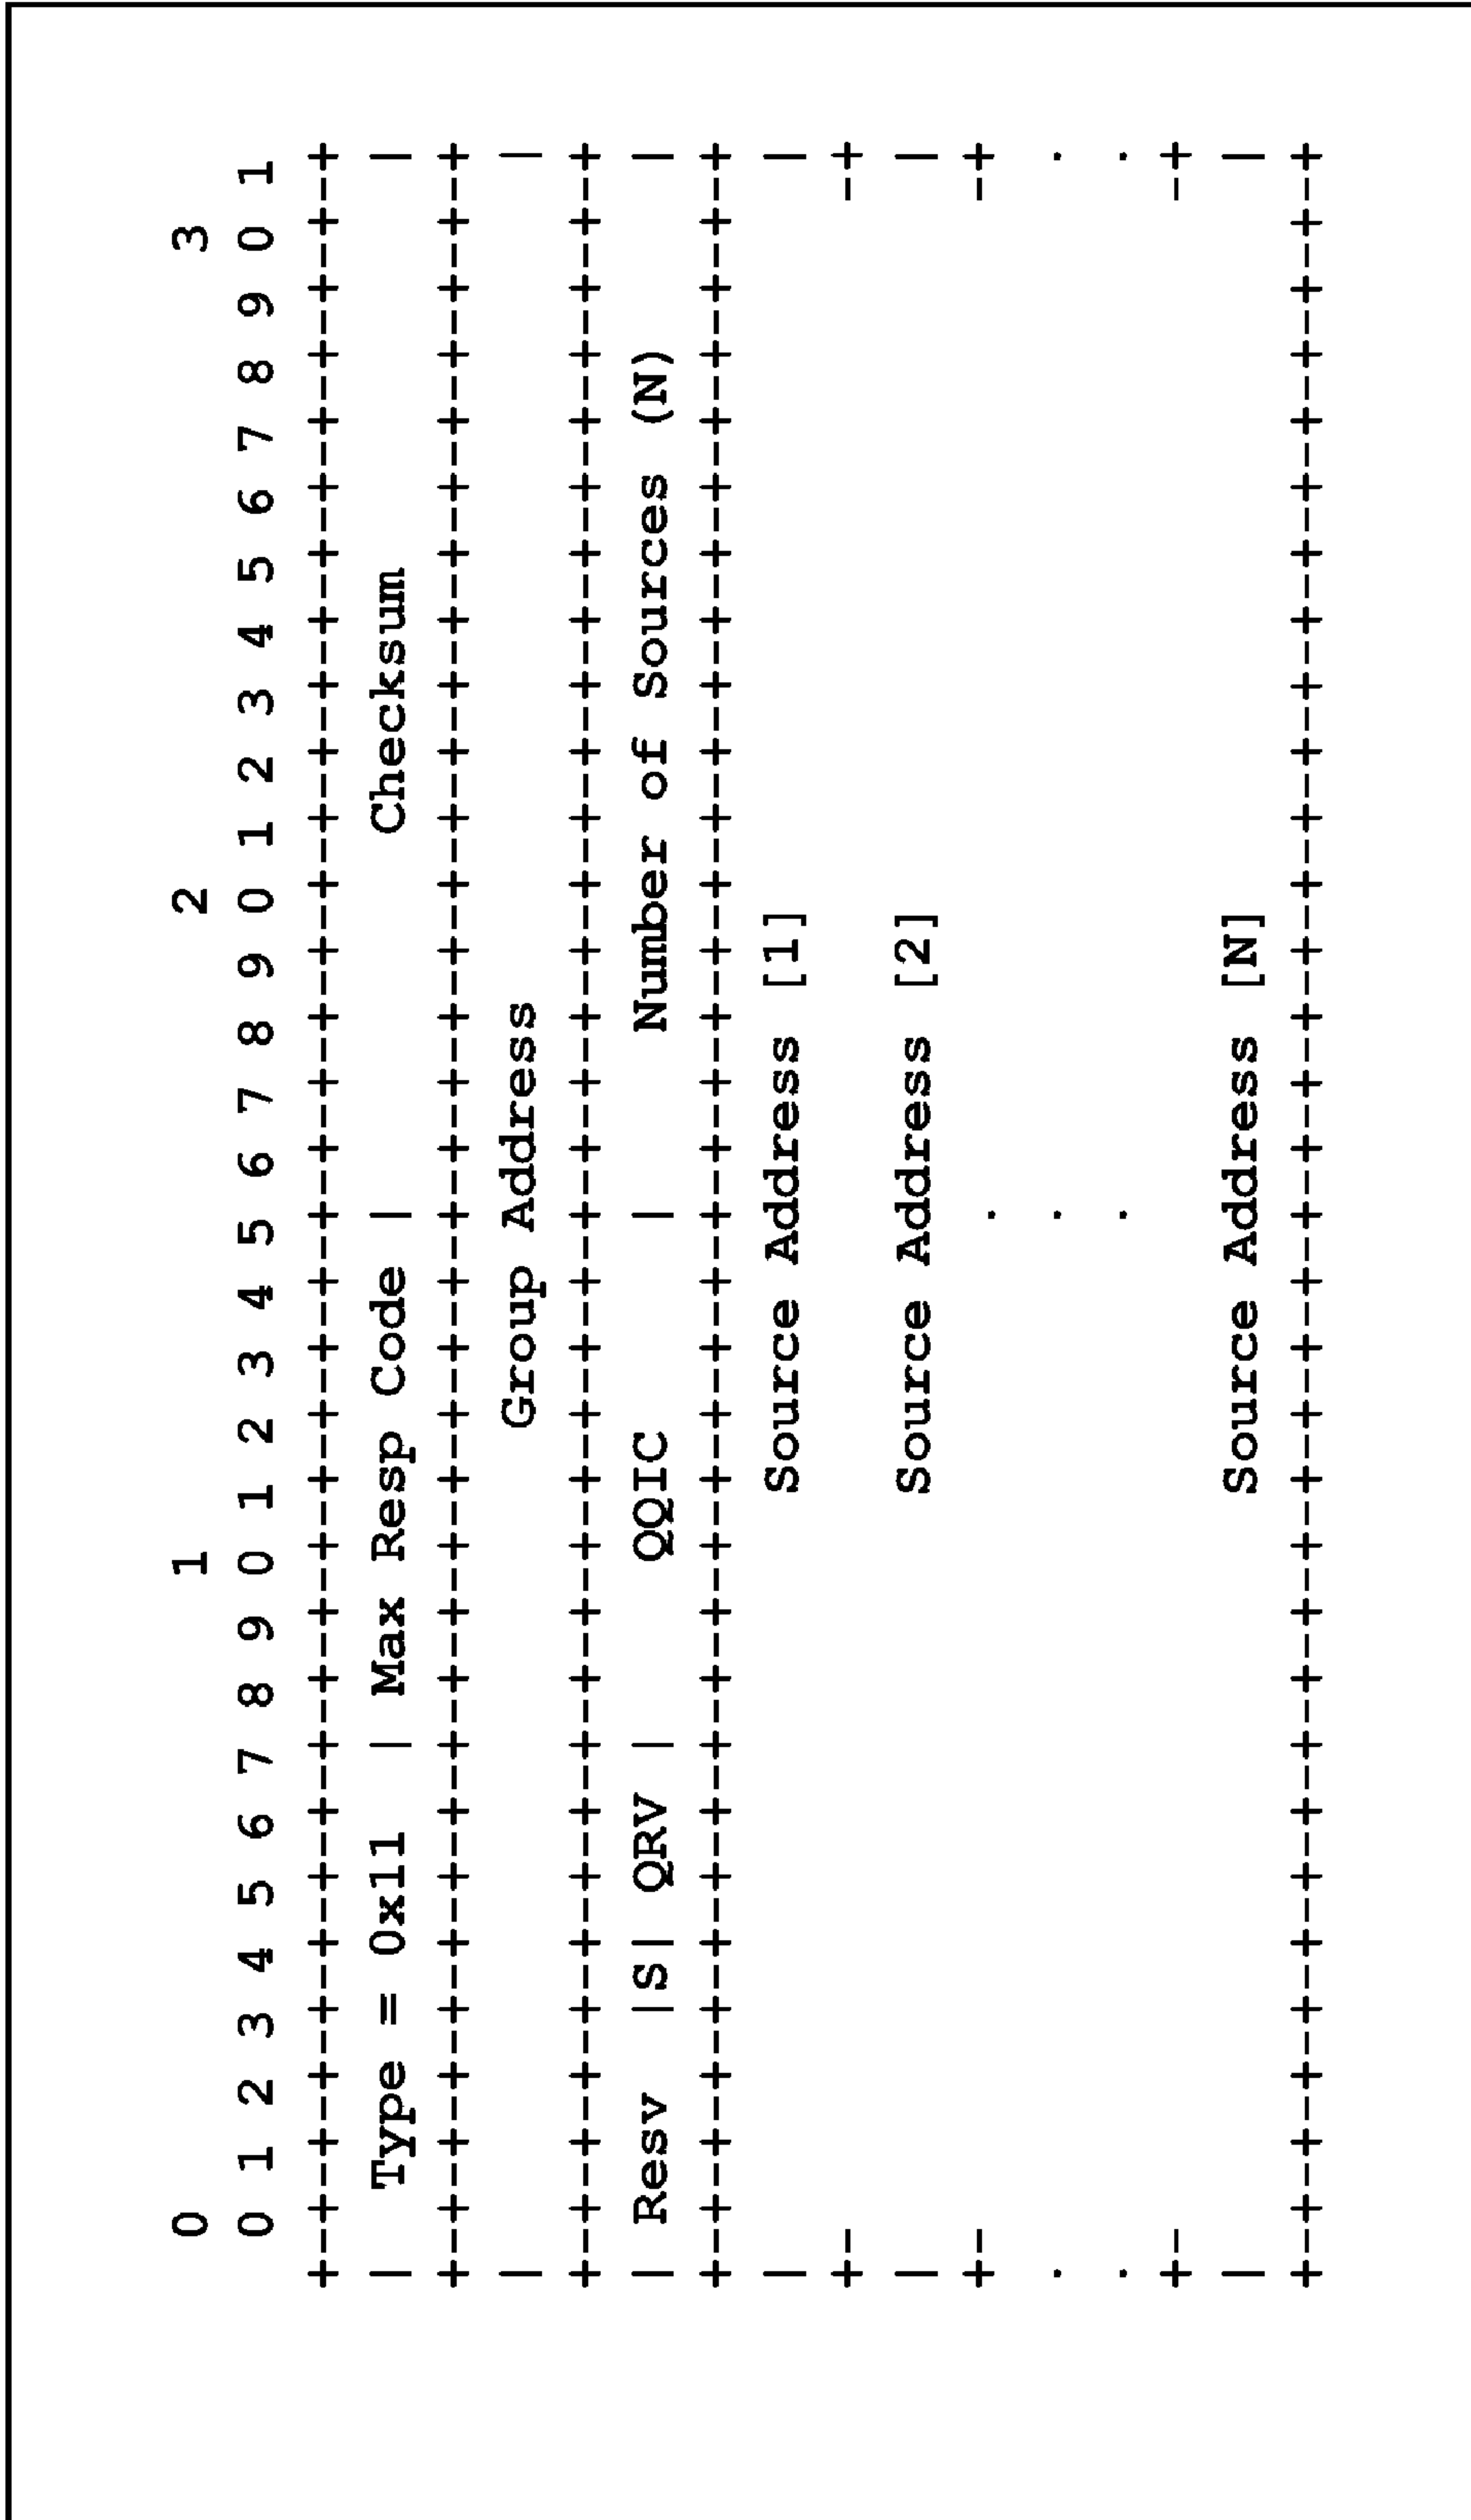 0                   1                   2                   3
 0 1 2 3 4 5 6 7 8 9 0 1 2 3 4 5 6 7 8 9 0 1 2 3 4 5 6 7 8 9 0 1
+-+-+-+-+-+-+-+-+-+-+-+-+-+-+-+-+-+-+-+-+-+-+-+-+-+-+-+-+-+-+-+-+
|  Type = 0x11  | Max Resp Code |           Checksum            |
+-+-+-+-+-+-+-+-+-+-+-+-+-+-+-+-+-+-+-+-+-+-+-+-+-+-+-+-+-+-+-+-+
|                         Group Address                         |
+-+-+-+-+-+-+-+-+-+-+-+-+-+-+-+-+-+-+-+-+-+-+-+-+-+-+-+-+-+-+-+-+
| Resv  |S| QRV |     QQIC      |     Number of Sources (N)     |
+-+-+-+-+-+-+-+-+-+-+-+-+-+-+-+-+-+-+-+-+-+-+-+-+-+-+-+-+-+-+-+-+
|                       Source Address [1]                      |
+-                                                             -+
|                       Source Address [2]                      |
+-                              .                              -+
.                               .                               .
.                               .                               .
+-                                                             -+
|                       Source Address [N]                      |
+-+-+-+-+-+-+-+-+-+-+-+-+-+-+-+-+-+-+-+-+-+-+-+-+-+-+-+-+-+-+-+-+